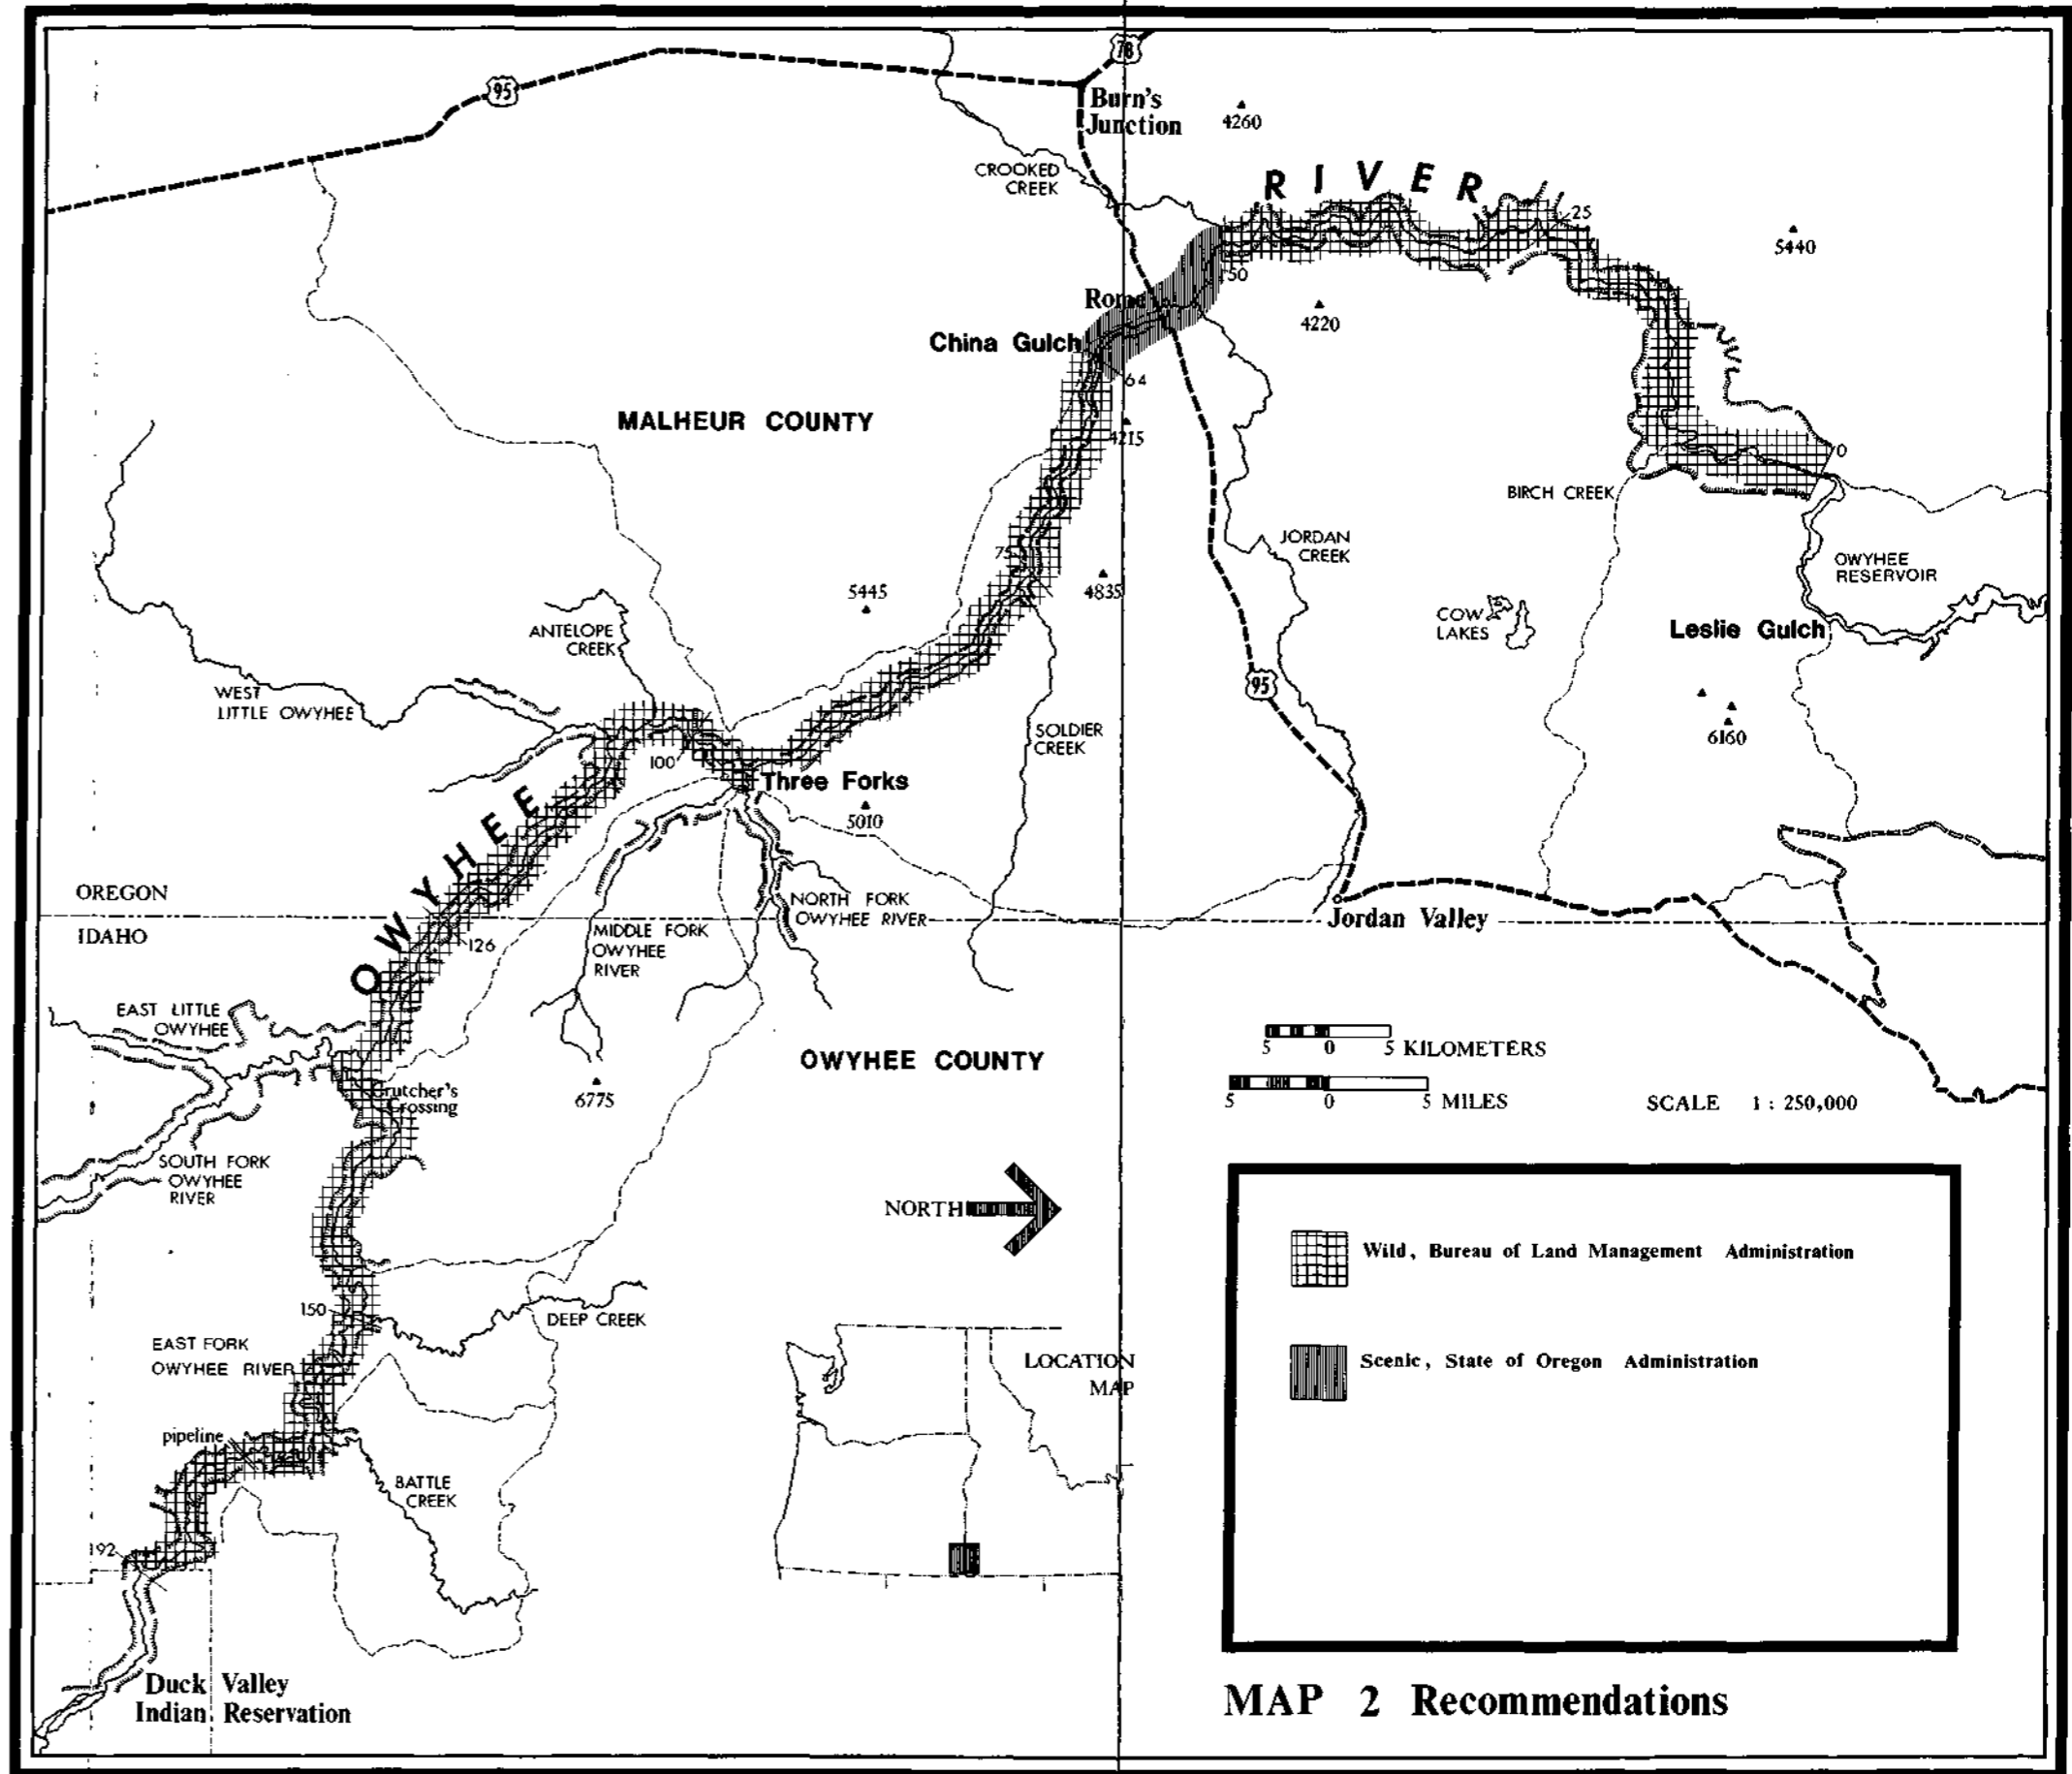 78
95
Burn's
Junction
4260
CROOKED
CREEK
RIVER
25
5440
50
Rome
4220
China Gulch
64
MALHEUR COUNTY
4215
0
BIRCH CREEK
JORDAN
CREEK
75
OWYHEE
RESERVOIR
5445
4835
COW
LAKES
ANTELOPE
CREEK
Leslie Gulch
95
WEST
LITTLE OWYHEE
SOLDIER
CREEK
6160
100
Three Forks
5010
OWYHEE
OREGON
NORTH FORK
OWYHEE RIVER
Jordan Valley
IDAHO
126
MIDDLE FORK
OWYHEE
RIVER
EAST LITTLE
OWYHEE
5 0 5 KILOMETERS
OWYHEE COUNTY
Crutcher's
Crossing
6775
5 0 5 MILES
SCALE 1 : 250,000
SOUTH FORK
OWYHEE
RIVER
NORTH
Wild, Bureau of Land Management Administration
150
DEEP CREEK
EAST FORK
OWYHEE RIVER
LOCATION
MAP
Scenic, State of Oregon Administration
pipeline
BATTLE
CREEK
192
Duck Valley
Indian Reservation
MAP 2 Recommendations